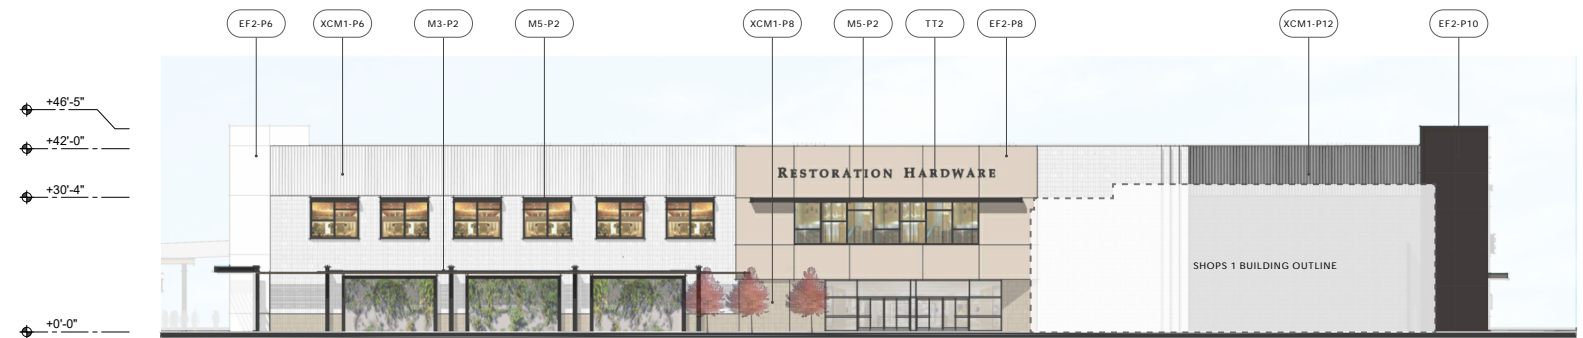 EF2-P6
XCM1-P6
M3-P2
M5-P2
XCM1-P8
M5-P2
TT2
EF2-P8
XCM1-P12
EF2-P10
+46'-5"
+42'-0"
RESTORATION HARDWARE
+30'-4"
SHOPS 1 BUILDING OUTLINE
+0'-0"